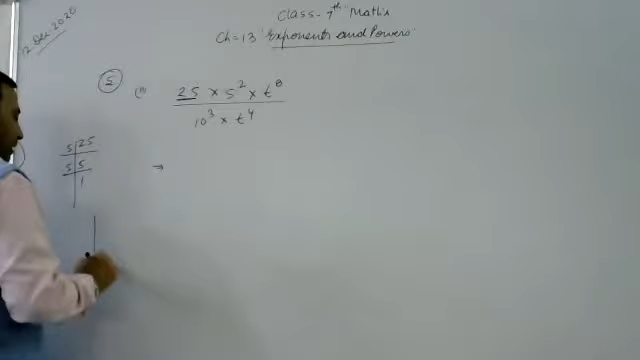 12 Dec 2020
Class-7th Maths
Ch-13 Exponents and Powers
5 (ii) 25 × 5² × t⁸
10³ × t⁴
5 | 25
5 | 5
1
⇒